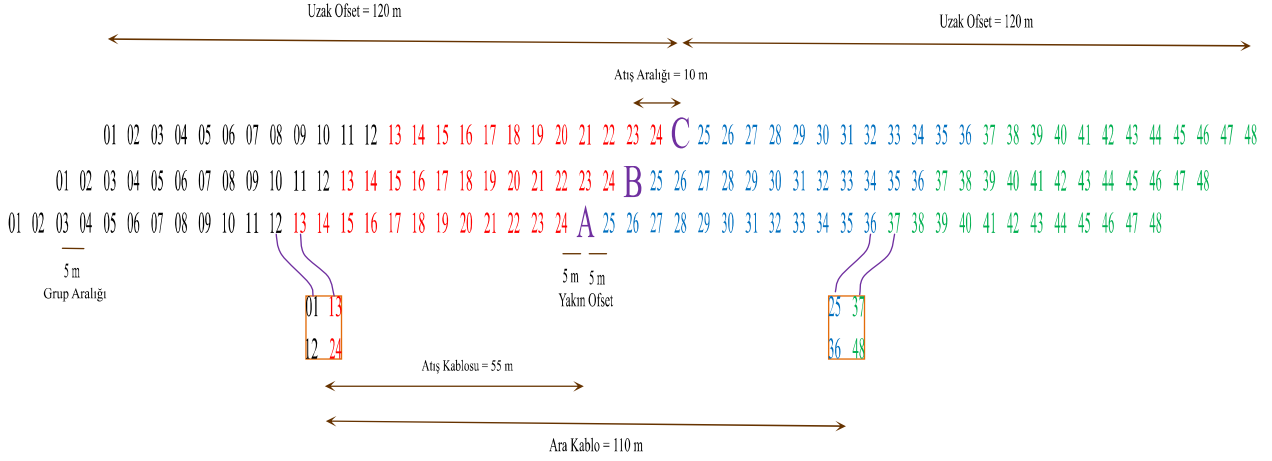 Uzak Ofset = 120 m
Uzak Ofset = 120 m
Atış Aralığı = 10 m
01 02 03 04 05 06 07 08 09 10 11 12 13 14 15 16 17 18 19 20 21 22 23 24 C 25 26 27 28 29 30 31 32 33 34 35 36 37 38 39 40 41 42 43 44 45 46 47 48
01 02 03 04 05 06 07 08 09 10 11 12 13 14 15 16 17 18 19 20 21 22 23 24 B 25 26 27 28 29 30 31 32 33 34 35 36 37 38 39 40 41 42 43 44 45 46 47 48
01 02 03 04 05 06 07 08 09 10 11 12 13 14 15 16 17 18 19 20 21 22 23 24 A 25 26 27 28 29 30 31 32 33 34 35 36 37 38 39 40 41 42 43 44 45 46 47 48
5 m
Grup Aralığı
5 m 5 m
Yakın Ofset
01 13
12 24
25 37
36 48
Atış Kablosu = 55 m
Ara Kablo = 110 m